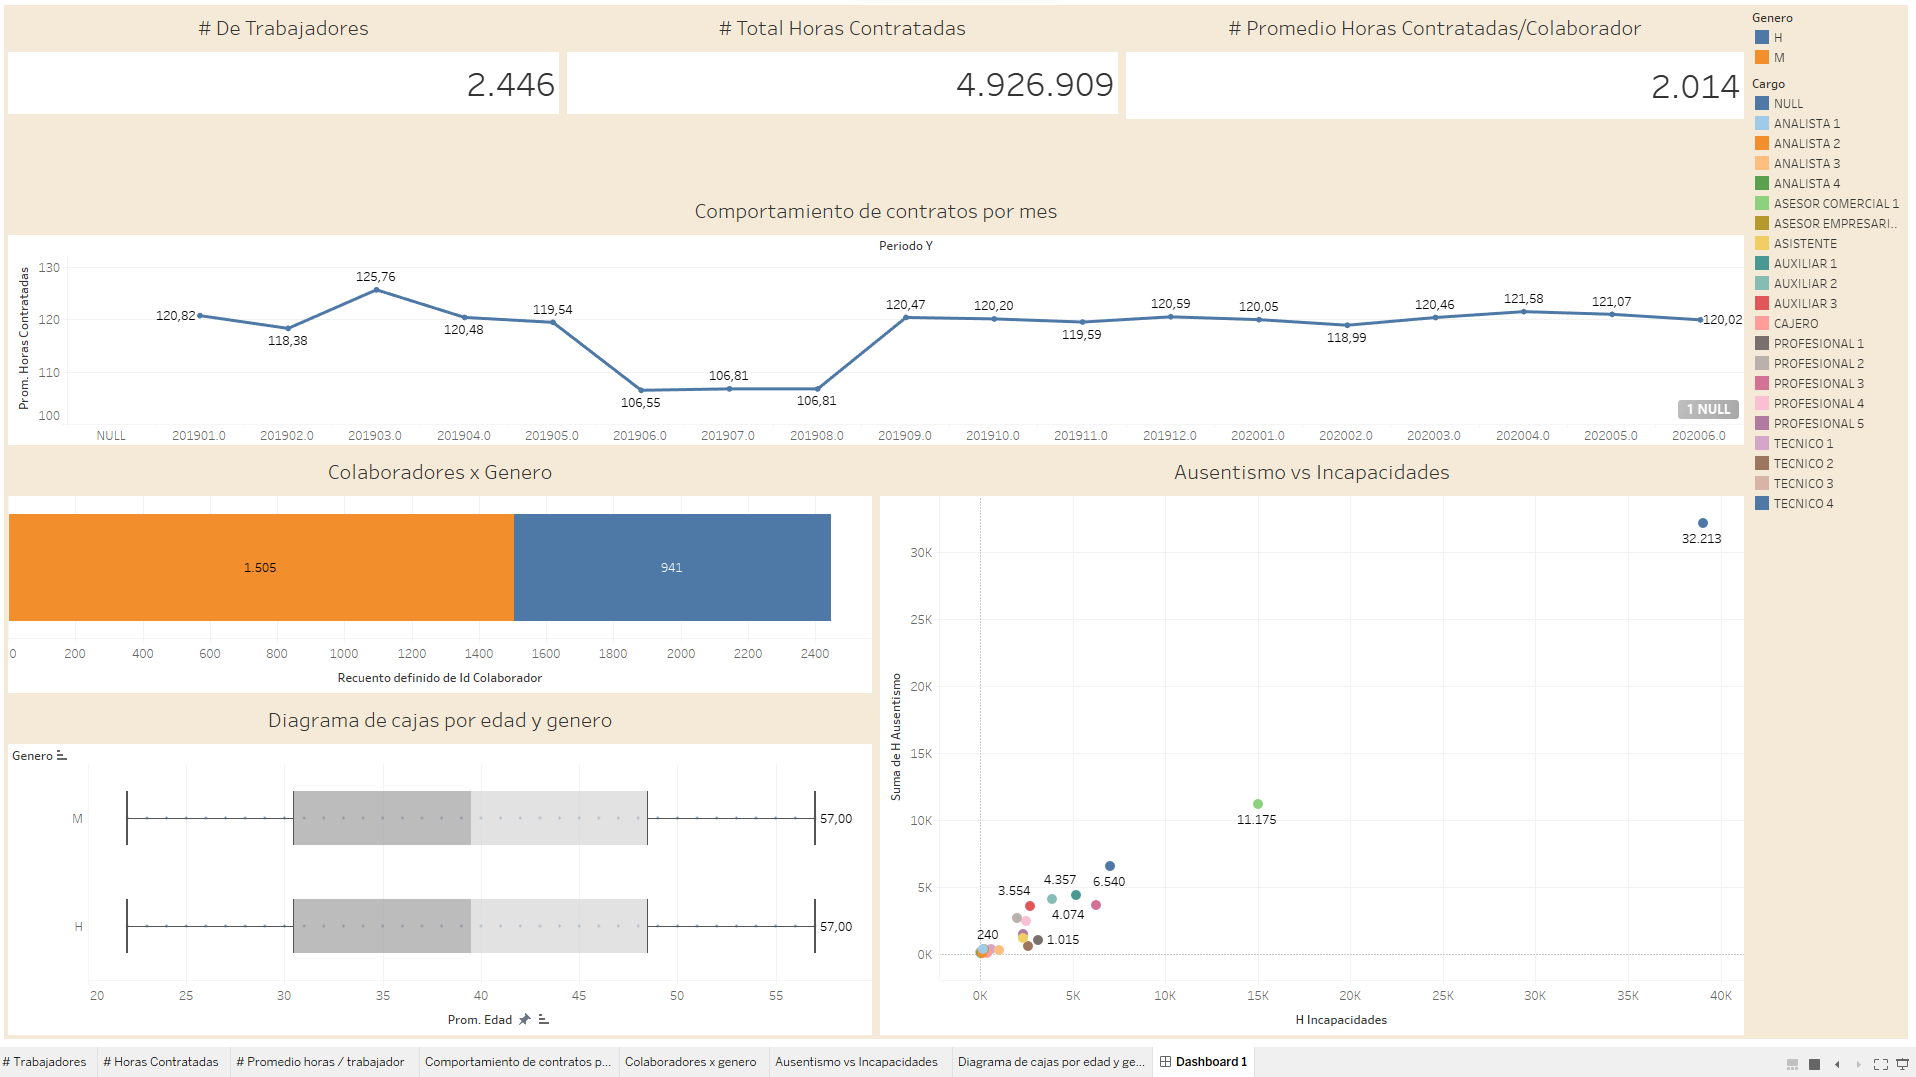 # De Trabajadores
# Total Horas Contratadas
# Promedio Horas Contratadas/Colaborador
2.446
4.926.909
2.014
Genero
H
M
Cargo
NULL
ANALISTA 1
ANALISTA 2
ANALISTA 3
ANALISTA 4
ASESOR COMERCIAL 1
ASESOR EMPRESARI..
ASISTENTE
AUXILIAR 1
AUXILIAR 2
AUXILIAR 3
CAJERO
PROFESIONAL 1
PROFESIONAL 2
PROFESIONAL 3
PROFESIONAL 4
PROFESIONAL 5
TECNICO 1
TECNICO 2
TECNICO 3
TECNICO 4
Comportamiento de contratos por mes
Periodo Y
Prom. Horas Contratadas
130
120
110
100
120,82
118,38
125,76
120,48
119,54
106,55
106,81
106,81
120,47
120,20
119,59
120,59
120,05
118,99
120,46
121,58
121,07
120,02
1 NULL
NULL 201901.0 201902.0 201903.0 201904.0 201905.0 201906.0 201907.0 201908.0 201909.0 201910.0 201911.0 201912.0 202001.0 202002.0 202003.0 202004.0 202005.0 202006.0
Colaboradores x Genero
1.505
941
0 200 400 600 800 1000 1200 1400 1600 1800 2000 2200 2400
Recuento definido de Id Colaborador
Diagrama de cajas por edad y genero
Genero
M
57,00
H
57,00
20 25 30 35 40 45 50 55
Prom. Edad
Ausentismo vs Incapacidades
Suma de H Ausentismo
30K
25K
20K
15K
10K
5K
0K
32.213
11.175
6.540
4.357
3.554
4.074
240
1.015
0K 5K 10K 15K 20K 25K 30K 35K 40K
H Incapacidades
# Trabajadores
# Horas Contratadas
# Promedio horas / trabajador
Comportamiento de contratos p...
Colaboradores x genero
Ausentismo vs Incapacidades
Diagrama de cajas por edad y ge...
Dashboard 1